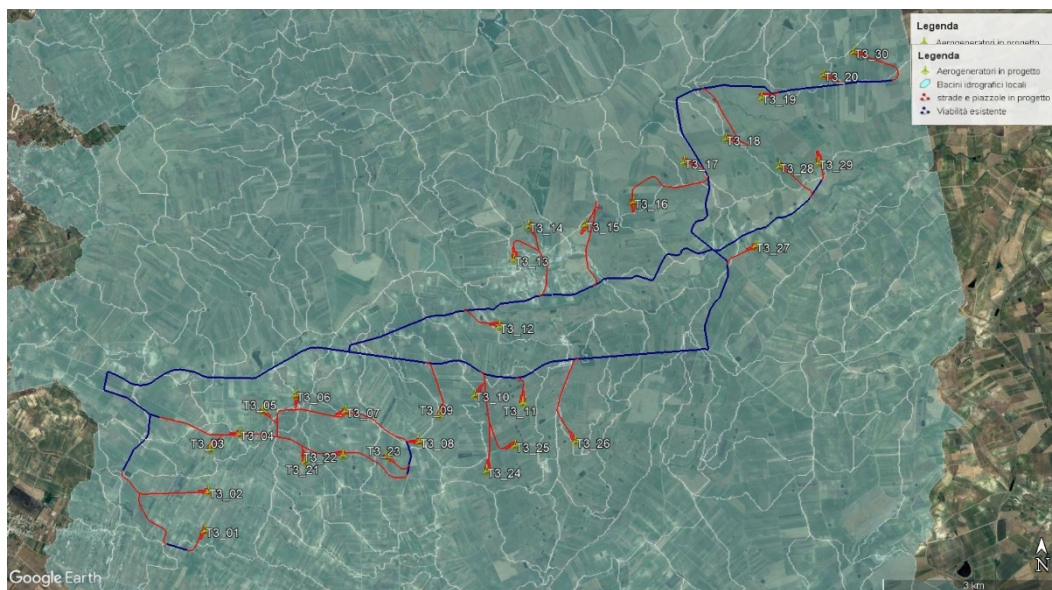 Legenda
Aerogeneratori in progetto
Legenda
Aerogeneratori in progetto
Bacini idrografici locali
strade e piazzole in progetto
Viabilità esistente
T3_30
T3_20
T3_19
T3_18
T3_17
T3_28
T3_29
T3_16
T3_14
T3_15
T3_13
T3_27
T3_12
T3_06
T3_05
T3_07
T3_10
T3_09
T3_11
T3_04
T3_03
T3_08
T3_26
T3_25
T3_22
T3_23
T3_21
T3_24
T3_02
T3_01
N
Google Earth
3 km